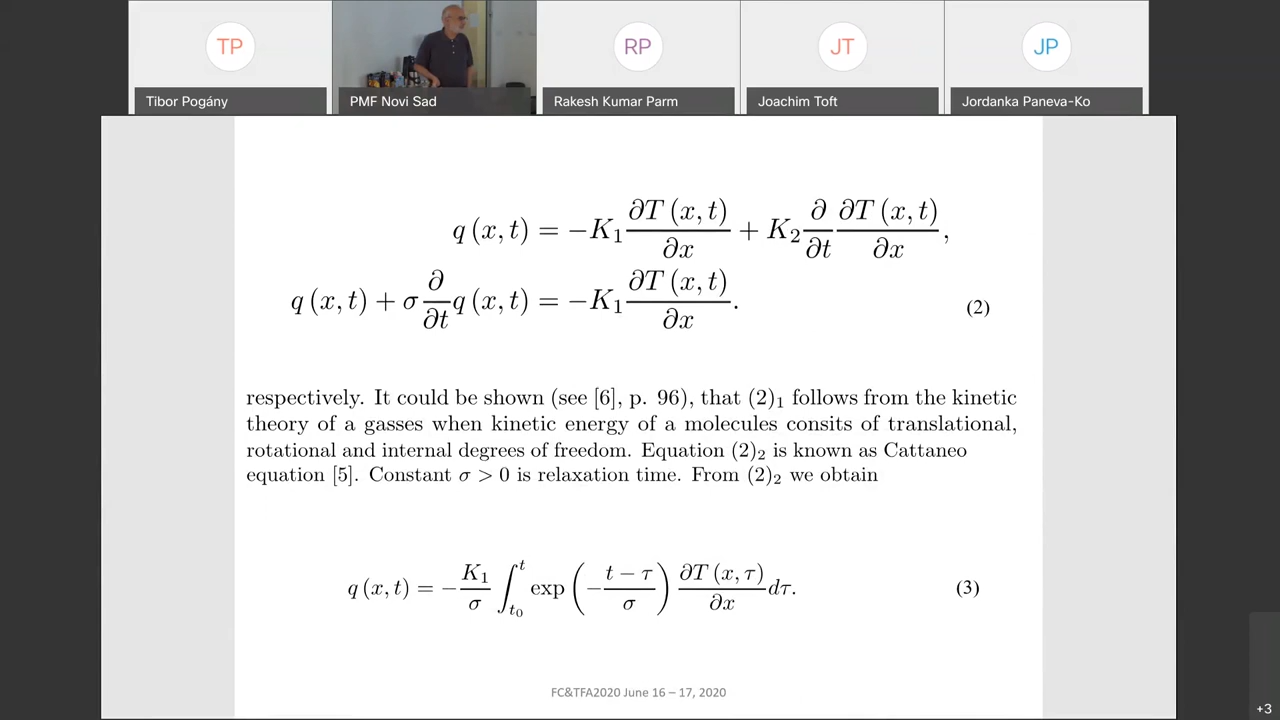 TP
RP
JT
JP
Tibor Pogány
PMF Novi Sad
Rakesh Kumar Parm
Joachim Toft
Jordanka Paneva-Ko
q (x, t) = −K₁ ∂T (x, t)/∂x + K₂ ∂/∂t ∂T (x, t)/∂x,
q (x, t) + σ ∂/∂t q (x, t) = −K₁ ∂T (x, t)/∂x. (2)
respectively. It could be shown (see [6], p. 96), that (2)₁ follows from the kinetic
theory of a gasses when kinetic energy of a molecules consits of translational,
rotational and internal degrees of freedom. Equation (2)₂ is known as Cattaneo
equation [5]. Constant σ > 0 is relaxation time. From (2)₂ we obtain
q (x, t) = −K₁/σ ∫_{t₀}^{t} exp (−(t − τ)/σ) ∂T (x, τ)/∂x dτ. (3)
FC&TFA2020 June 16 – 17, 2020
+3